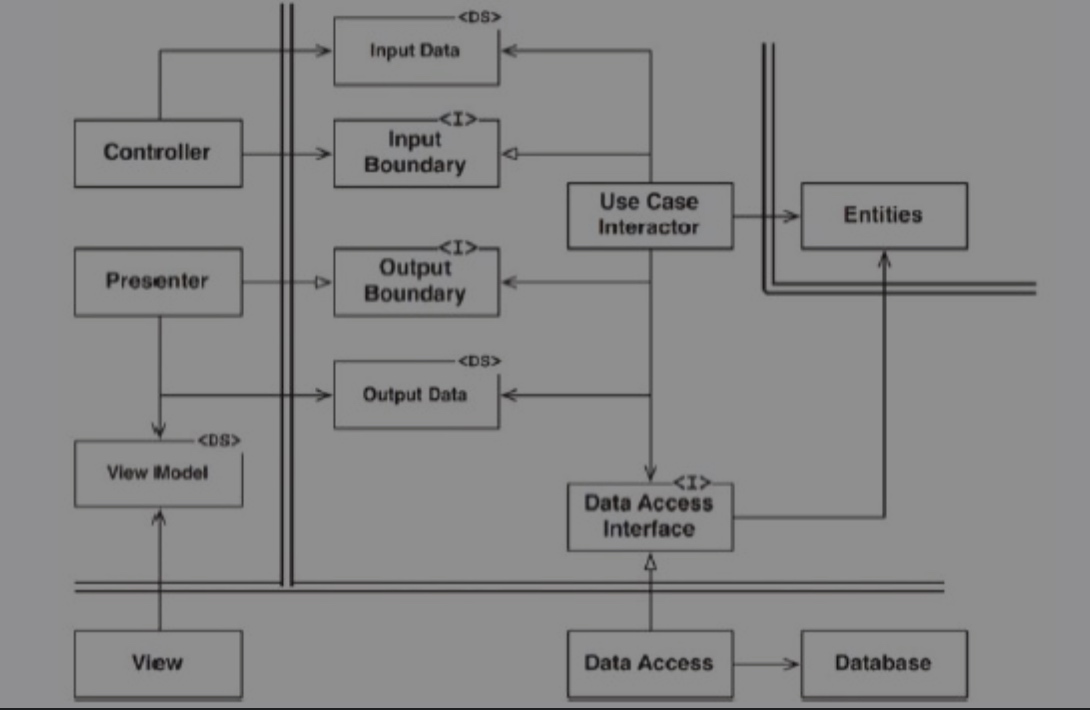 <DS>
Input Data
<I>
Controller
Input
Boundary
Use Case
Interactor
Entities
<I>
Presenter
Output
Boundary
<DS>
Output Data
<DS>
View Model
<I>
Data Access
Interface
View
Data Access
Database